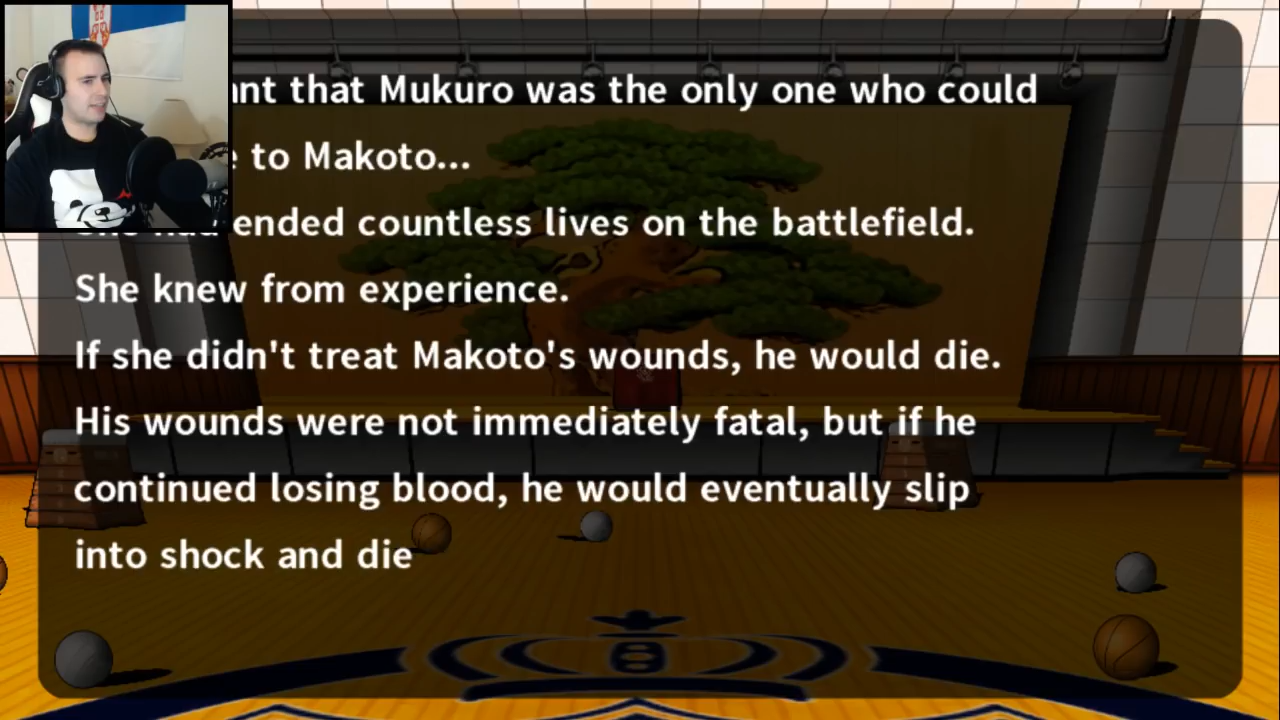 that Mukuro was the only one who could
to Makoto...
ended countless lives on the battlefield.
She knew from experience.
If she didn't treat Makoto's wounds, he would die.
His wounds were not immediately fatal, but if he
continued losing blood, he would eventually slip
into shock and die